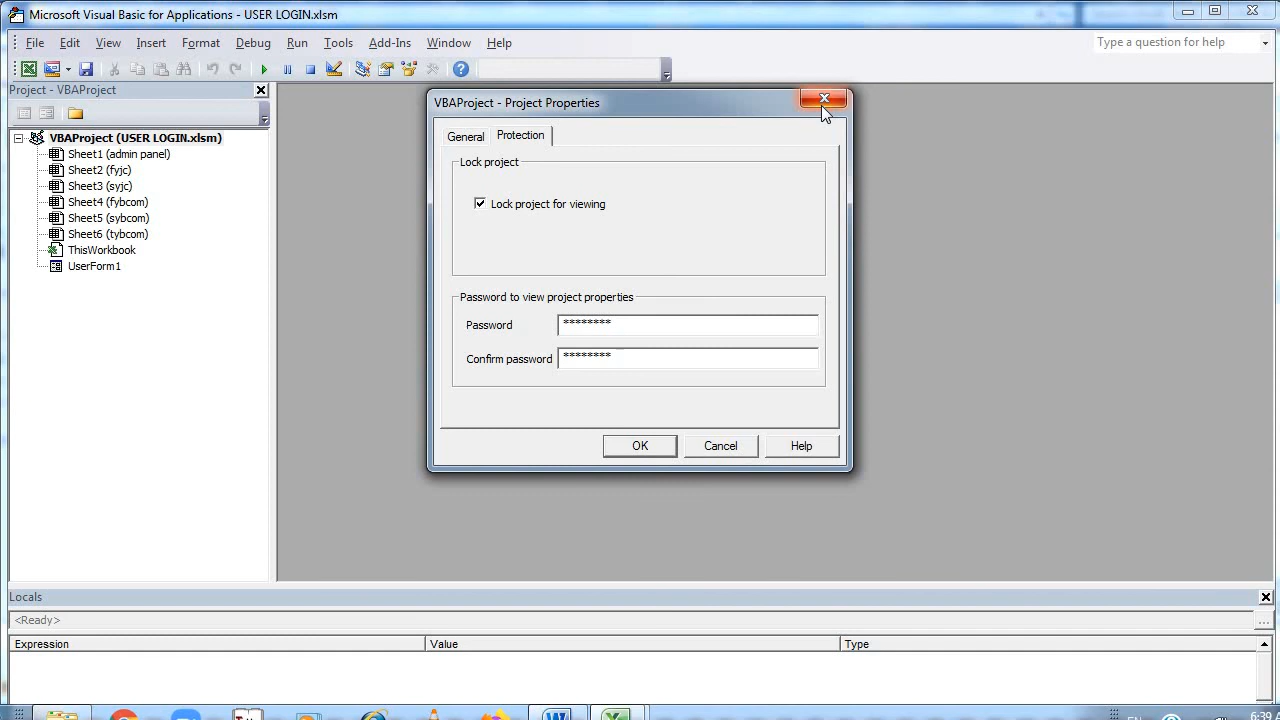 Microsoft Visual Basic for Applications - USER LOGIN.xlsm
File Edit View Insert Format Debug Run Tools Add-Ins Window Help
Type a question for help
Project - VBAProject
VBAProject (USER LOGIN.xlsm)
Sheet1 (admin panel)
Sheet2 (fyjc)
Sheet3 (syjc)
Sheet4 (fybcom)
Sheet5 (sybcom)
Sheet6 (tybcom)
ThisWorkbook
UserForm1
VBAProject - Project Properties
General Protection
Lock project
Lock project for viewing
Password to view project properties
Password ********
Confirm password ********
OK Cancel Help
Locals
<Ready>
...
Expression Value Type
EN